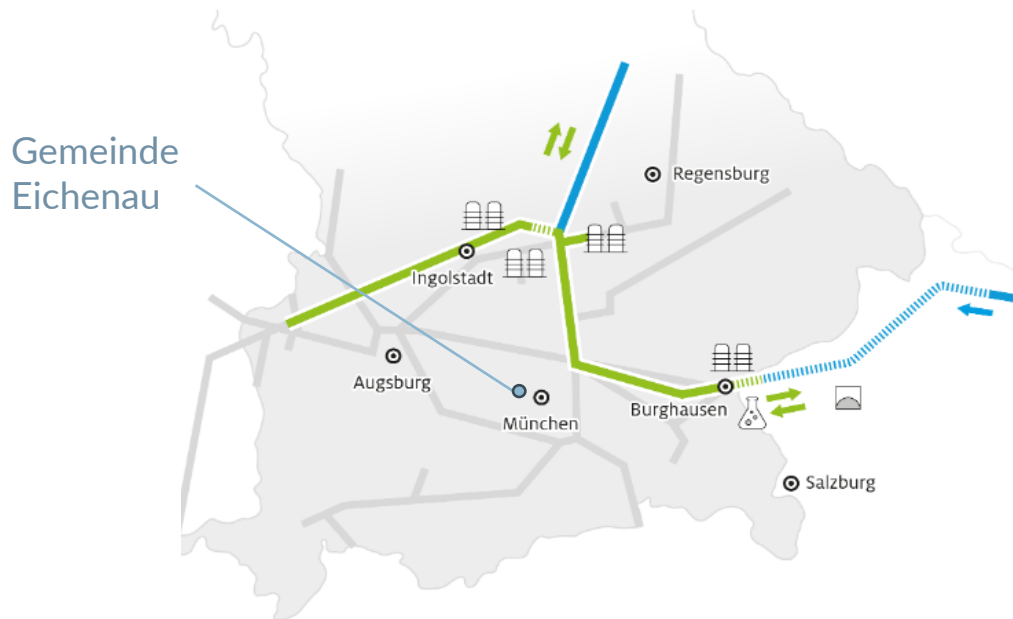 Gemeinde
Eichenau
Regensburg
Ingolstadt
Augsburg
München
Burghausen
Salzburg